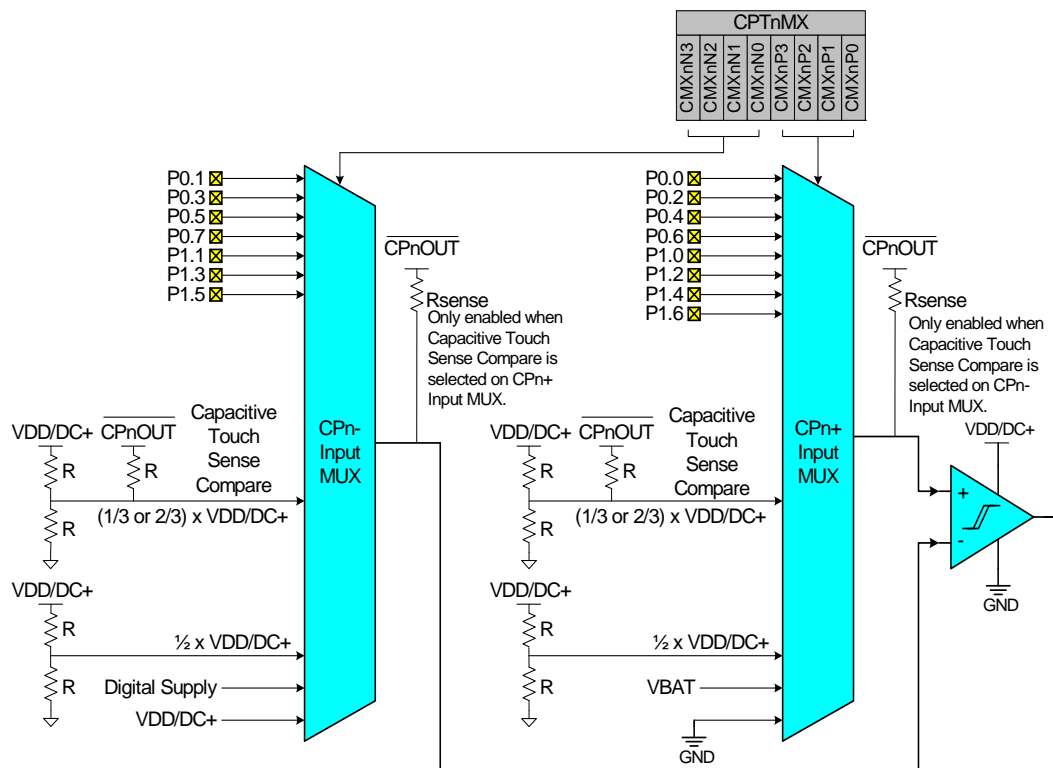 CPTnMX
CMXnN3
CMXnN2
CMXnN1
CMXnN0
CMXnP3
CMXnP2
CMXnP1
CMXnP0
P0.1
P0.3
P0.5
P0.7
P1.1
P1.3
P1.5
CPnOUT
Rsense
Only enabled when
Capacitive Touch
Sense Compare is
selected on CPn+
Input MUX.
VDD/DC+
R
R
CPnOUT
R
Capacitive
Touch
Sense
Compare
(1/3 or 2/3) x VDD/DC+
CPn-
Input
MUX
VDD/DC+
R
R
½ x VDD/DC+
Digital Supply
VDD/DC+
P0.0
P0.2
P0.4
P0.6
P1.0
P1.2
P1.4
P1.6
CPnOUT
Rsense
Only enabled when
Capacitive Touch
Sense Compare is
selected on CPn-
Input MUX.
VDD/DC+
R
R
CPnOUT
R
Capacitive
Touch
Sense
Compare
(1/3 or 2/3) x VDD/DC+
CPn+
Input
MUX
VDD/DC+
R
R
½ x VDD/DC+
VBAT
GND
VDD/DC+
+
-
GND